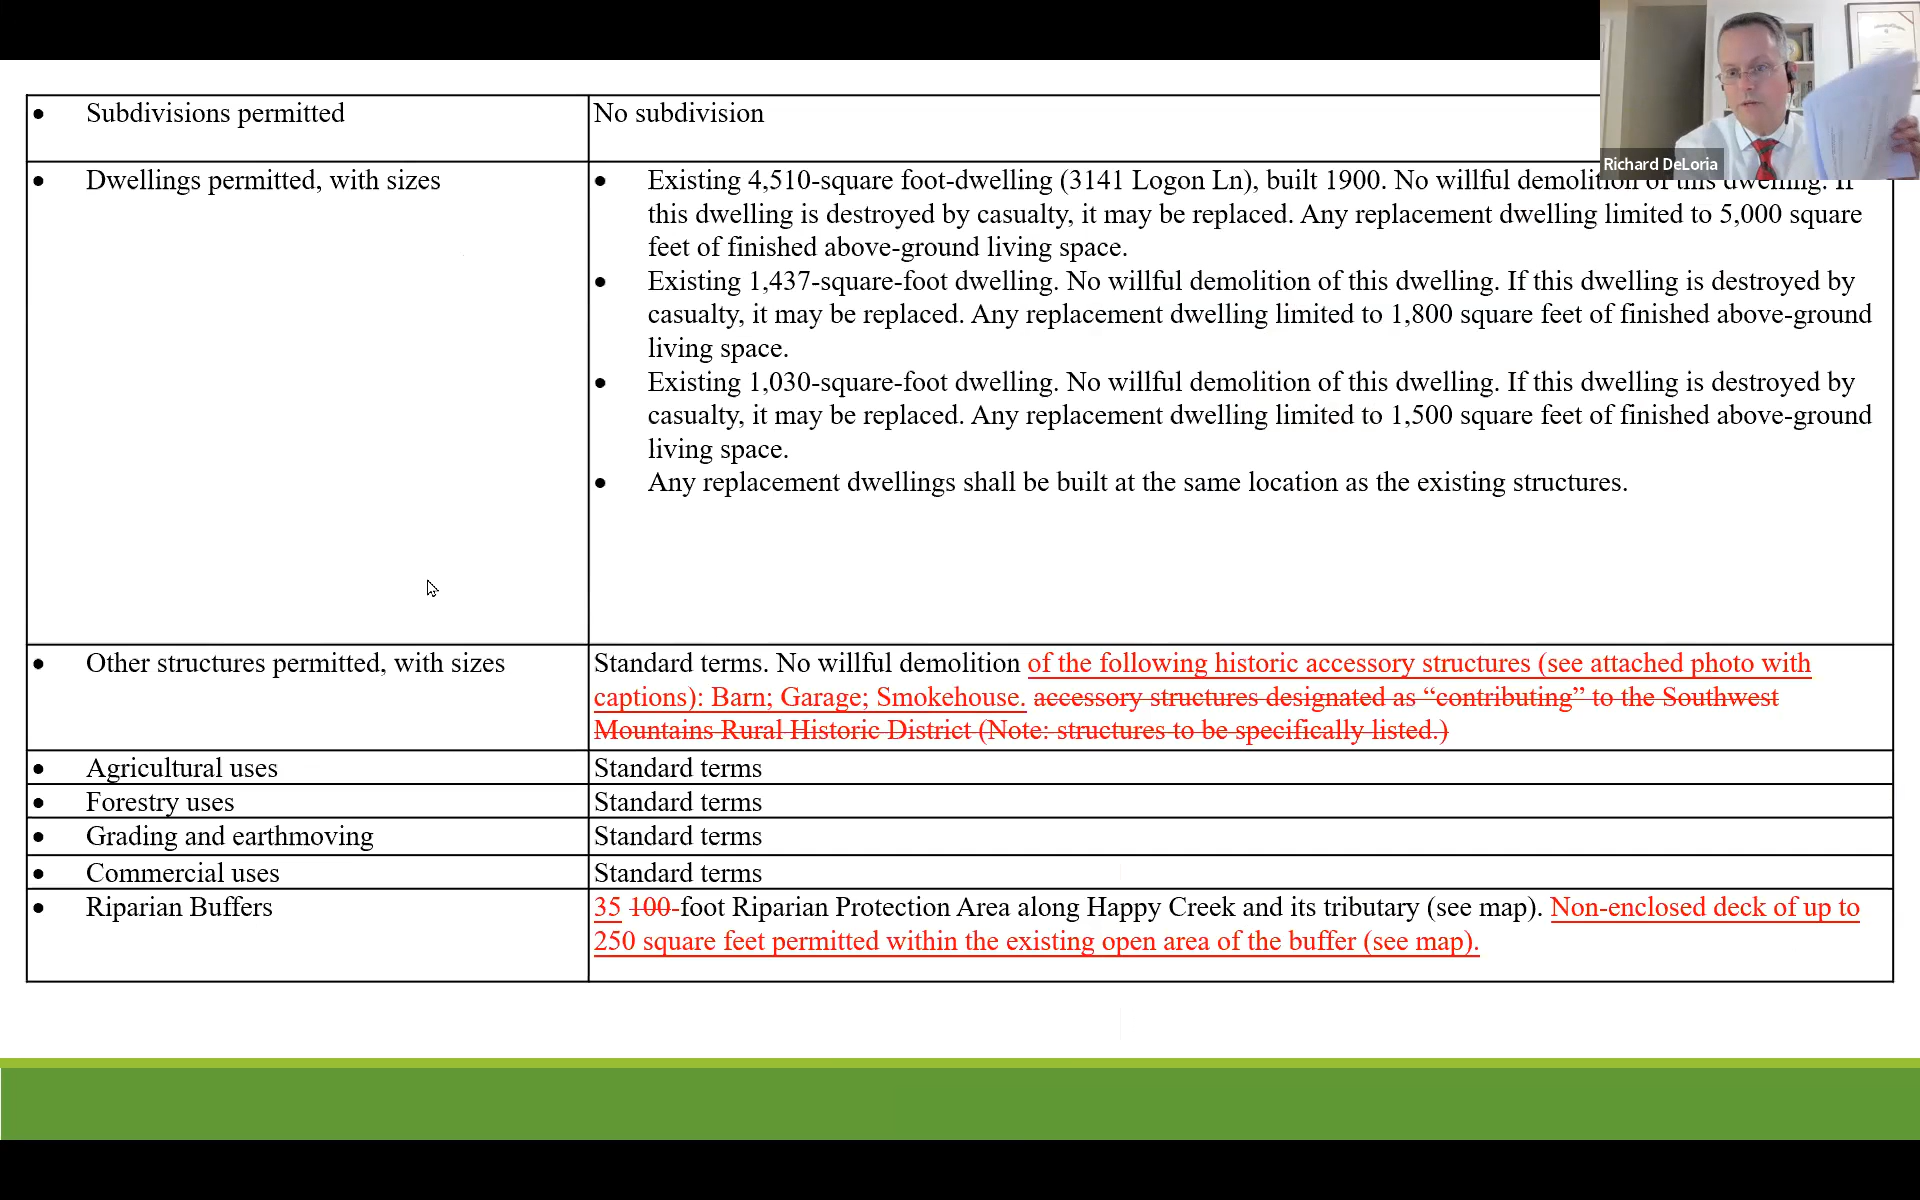 Richard DeLoria
• Subdivisions permitted
No subdivision
• Dwellings permitted, with sizes
• Existing 4,510-square foot-dwelling (3141 Logon Ln), built 1900. No willful demolition of this dwelling. If
this dwelling is destroyed by casualty, it may be replaced. Any replacement dwelling limited to 5,000 square
feet of finished above-ground living space.
• Existing 1,437-square-foot dwelling. No willful demolition of this dwelling. If this dwelling is destroyed by
casualty, it may be replaced. Any replacement dwelling limited to 1,800 square feet of finished above-ground
living space.
• Existing 1,030-square-foot dwelling. No willful demolition of this dwelling. If this dwelling is destroyed by
casualty, it may be replaced. Any replacement dwelling limited to 1,500 square feet of finished above-ground
living space.
• Any replacement dwellings shall be built at the same location as the existing structures.
• Other structures permitted, with sizes
Standard terms. No willful demolition of the following historic accessory structures (see attached photo with
captions): Barn; Garage; Smokehouse. accessory structures designated as “contributing” to the Southwest
Mountains Rural Historic District (Note: structures to be specifically listed.)
• Agricultural uses
Standard terms
• Forestry uses
Standard terms
• Grading and earthmoving
Standard terms
• Commercial uses
Standard terms
• Riparian Buffers
35 100-foot Riparian Protection Area along Happy Creek and its tributary (see map). Non-enclosed deck of up to
250 square feet permitted within the existing open area of the buffer (see map).